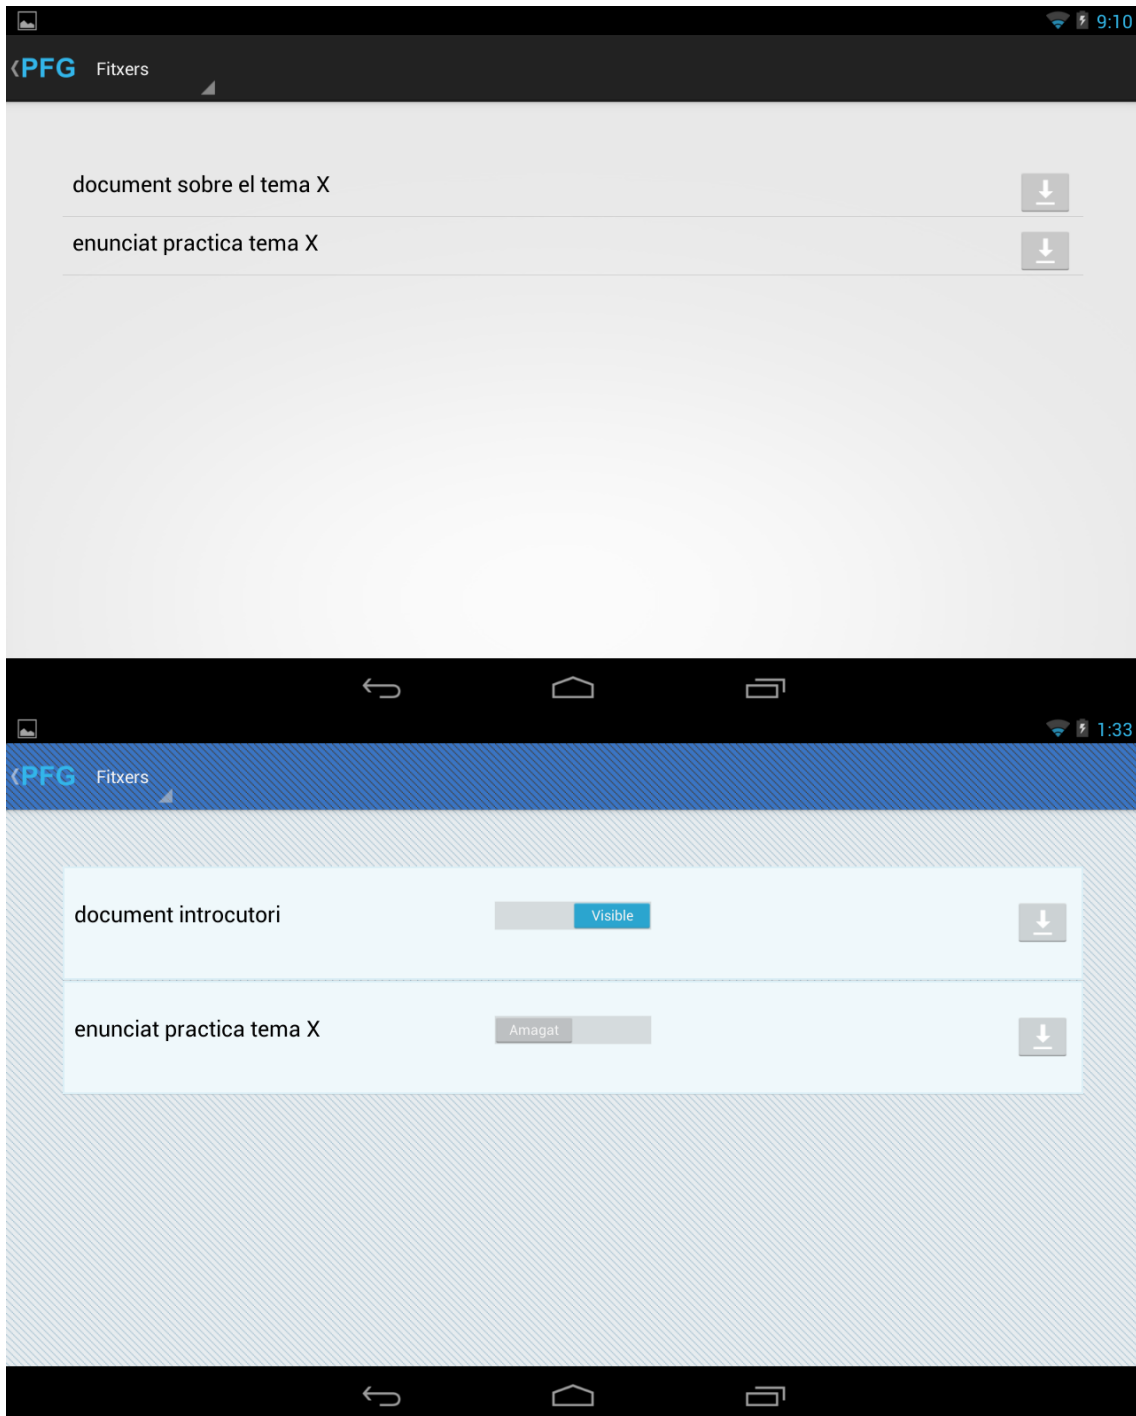 9:10
PFG Fitxers
document sobre el tema X
enunciat practica tema X
1:33
PFG Fitxers
document introcutori Visible
enunciat practica tema X Amagat